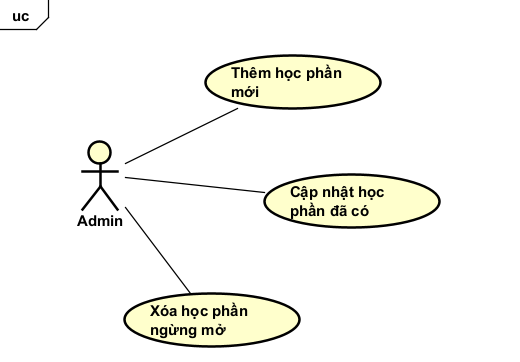 uc
Thêm học phần
mới
Cập nhật học
phần đã có
Admin
Xóa học phần
ngừng mở